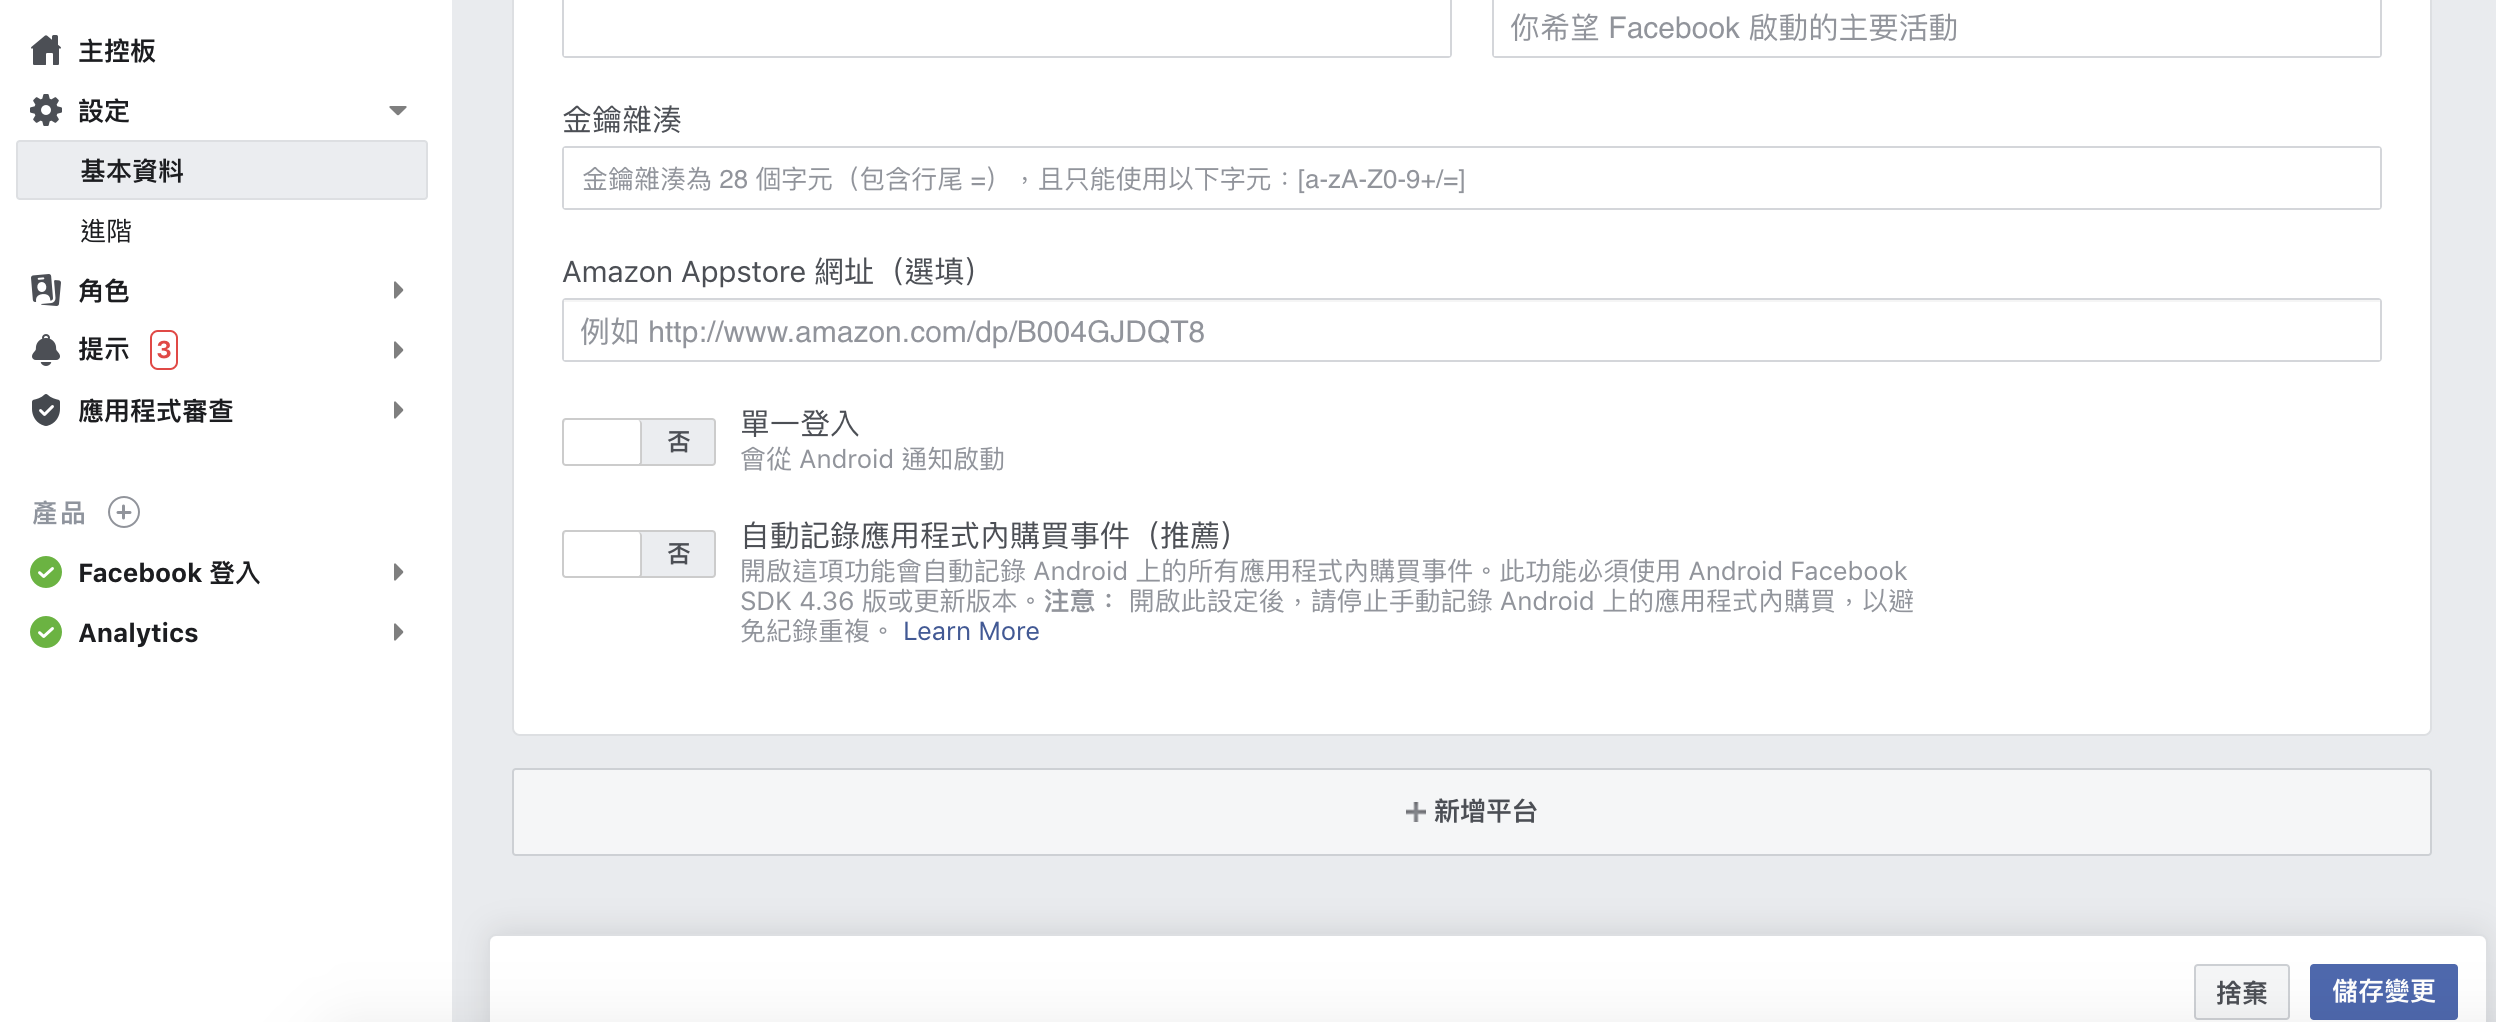 主控板
設定
基本資料
進階
角色
提示 3
應用程式審查
產品
Facebook 登入
Analytics
你希望 Facebook 啟動的主要活動
金鑰雜湊
金鑰雜湊為 28 個字元（包含行尾 =），且只能使用以下字元：[a-zA-Z0-9+/=]
Amazon Appstore 網址（選填）
例如 http://www.amazon.com/dp/B004GJDQT8
否
單一登入
會從 Android 通知啟動
否
自動記錄應用程式內購買事件（推薦）
開啟這項功能會自動記錄 Android 上的所有應用程式內購買事件。此功能必須使用 Android Facebook
SDK 4.36 版或更新版本。注意： 開啟此設定後，請停止手動記錄 Android 上的應用程式內購買，以避
免紀錄重複。 Learn More
+ 新增平台
捨棄
儲存變更